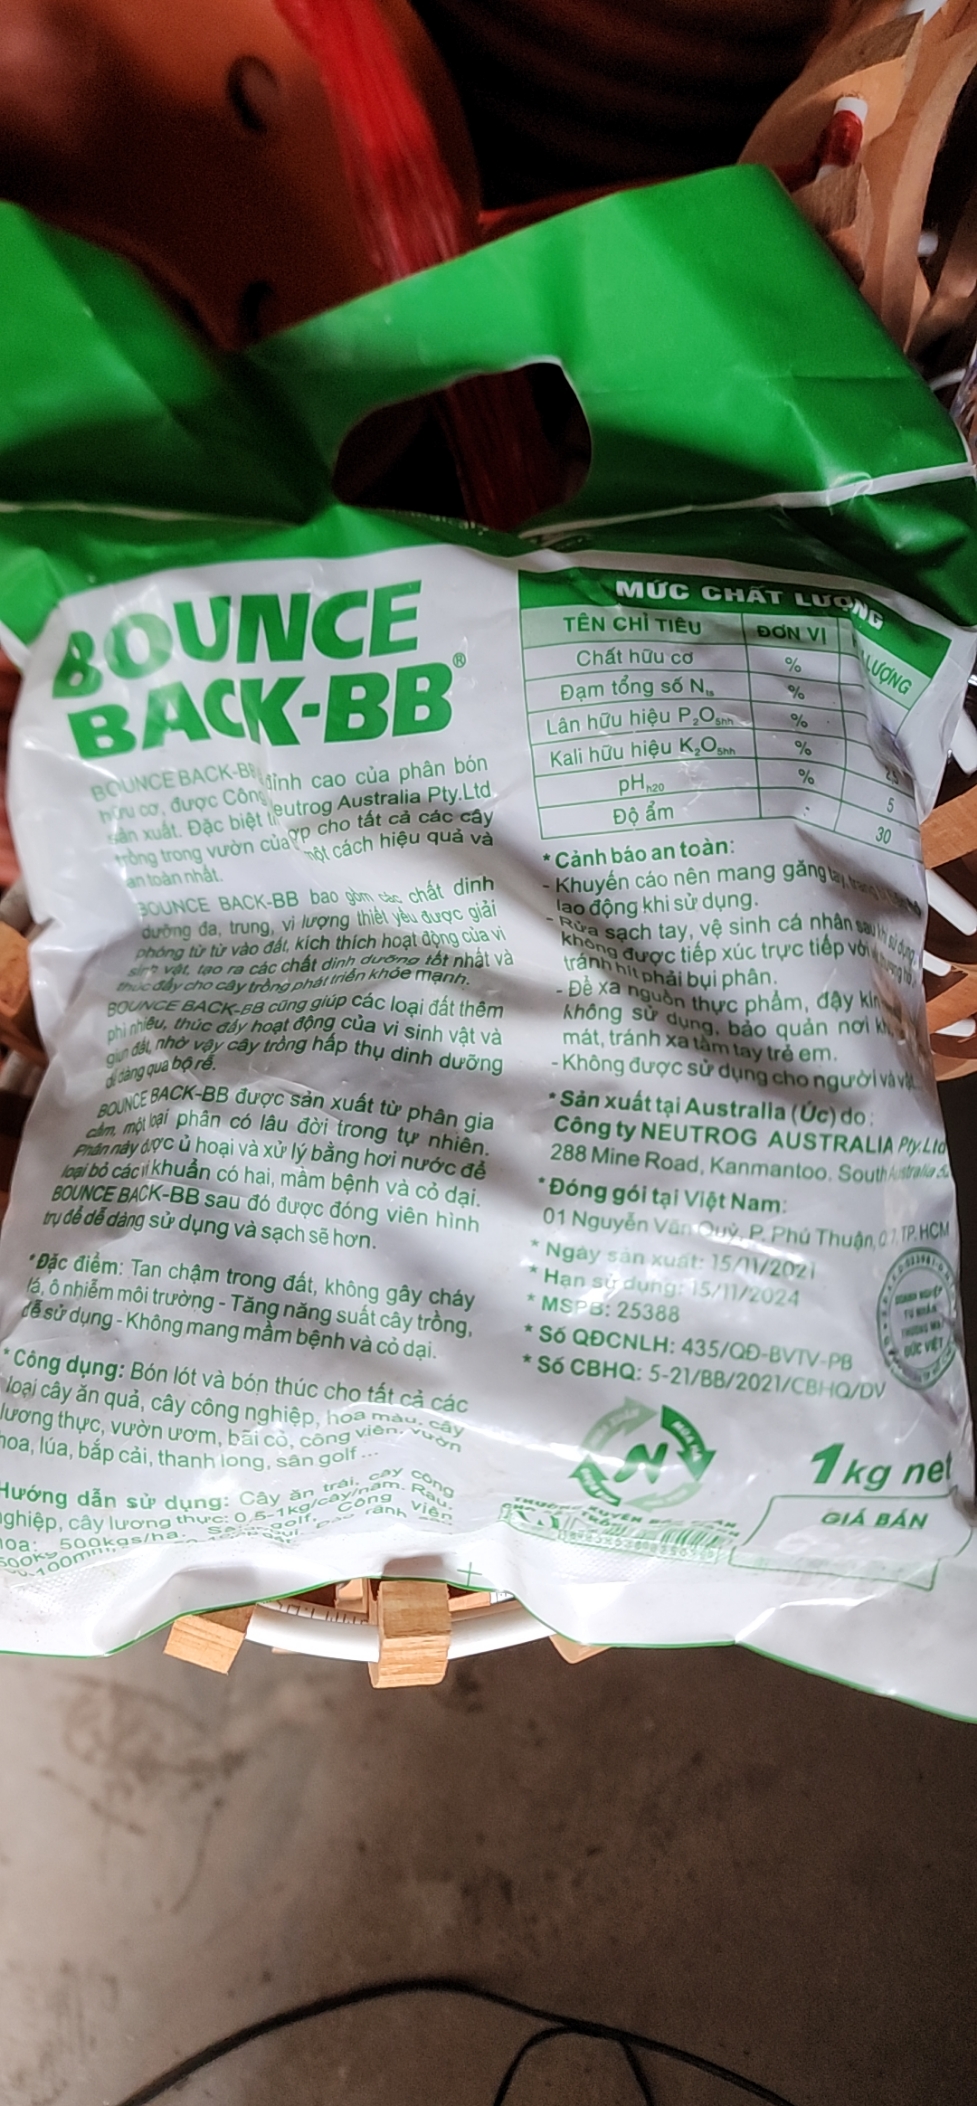 BOUNCE
BACK-BB®
BOUNCE BACK-BB đỉnh cao của phân bón
hữu cơ, được Công Neutrog Australia Pty.Ltd
sản xuất. Đặc biệt cho tất cả các cây
trồng trong vườn của một cách hiệu quả và
an toàn nhất.
BOUNCE BACK-BB bao gồm các chất dinh
dưỡng đa, trung, vi lượng thiết yếu được giải
phóng từ từ vào đất, kích thích hoạt động của vi
sinh vật, tạo ra các chất dinh dưỡng tốt nhất và
thúc đẩy cho cây trồng phát triển khỏe mạnh.
BOUNCE BACK-BB cũng giúp các loại đất thêm
phì nhiêu, thúc đẩy hoạt động của vi sinh vật và
giun đất, nhờ vậy cây trồng hấp thụ dinh dưỡng
dễ dàng qua bộ rễ.
BOUNCE BACK-BB được sản xuất từ phân gia
cầm, một loại phân có lâu đời trong tự nhiên.
Phân này được ủ hoại và xử lý bằng hơi nước để
loại bỏ các vi khuẩn có hại, mầm bệnh và cỏ dại.
BOUNCE BACK-BB sau đó được đóng viên hình
trụ để dễ dàng sử dụng và sạch sẽ hơn.
*Đặc điểm: Tan chậm trong đất, không gây cháy
lá, ô nhiễm môi trường - Tăng năng suất cây trồng,
dễ sử dụng - Không mang mầm bệnh và cỏ dại.
* Công dụng: Bón lót và bón thúc cho tất cả các
loại cây ăn quả, cây công nghiệp, hoa màu, cây
lương thực, vườn ươm, bãi cỏ, công viên, vườn
hoa, lúa, bắp cải, thanh long, sân golf ...
Hướng dẫn sử dụng: Cây ăn trái, cây công
nghiệp, cây lương thực: 0,5-1kg/cây/năm. Rau,
hoa: 500kgs/ha. golf, Công viên
MỨC CHẤT LƯỢNG
TÊN CHỈ TIÊU ĐƠN VỊ LƯỢNG
Chất hữu cơ %
Đạm tổng số Nts %
Lân hữu hiệu P₂O₅hh %
Kali hữu hiệu K₂O₅hh % 2,5
pHh20 % 5
Độ ẩm 30
* Cảnh báo an toàn:
- Khuyến cáo nên mang găng tay,
lao động khi sử dụng.
- Rửa sạch tay, vệ sinh cá nhân sau khi sử dụng,
không được tiếp xúc trực tiếp với
tránh hít phải bụi phân.
- Để xa nguồn thực phẩm, đậy kín
không sử dụng, bảo quản nơi
mát, tránh xa tầm tay trẻ em.
- Không được sử dụng cho người và vật
* Sản xuất tại Australia (Úc) do:
Công ty NEUTROG AUSTRALIA Pty.Ltd
288 Mine Road, Kanmantoo. South Australia
* Đóng gói tại Việt Nam:
01 Nguyễn Văn Quỳ, P. Phú Thuận, Q.7, TP. HCM
* Ngày sản xuất: 15/11/2021
* Hạn sử dụng: 15/11/2024
* MSPB: 25388
* Số QĐCNLH: 435/QĐ-BVTV-PB
* Số CBHQ: 5-21/BB/2021/CBHQ/DV
DOANH NGHIỆP
TƯ NHÂN
THƯƠNG MẠI
ĐỨC VIỆT
N
1kg net
GIÁ BÁN